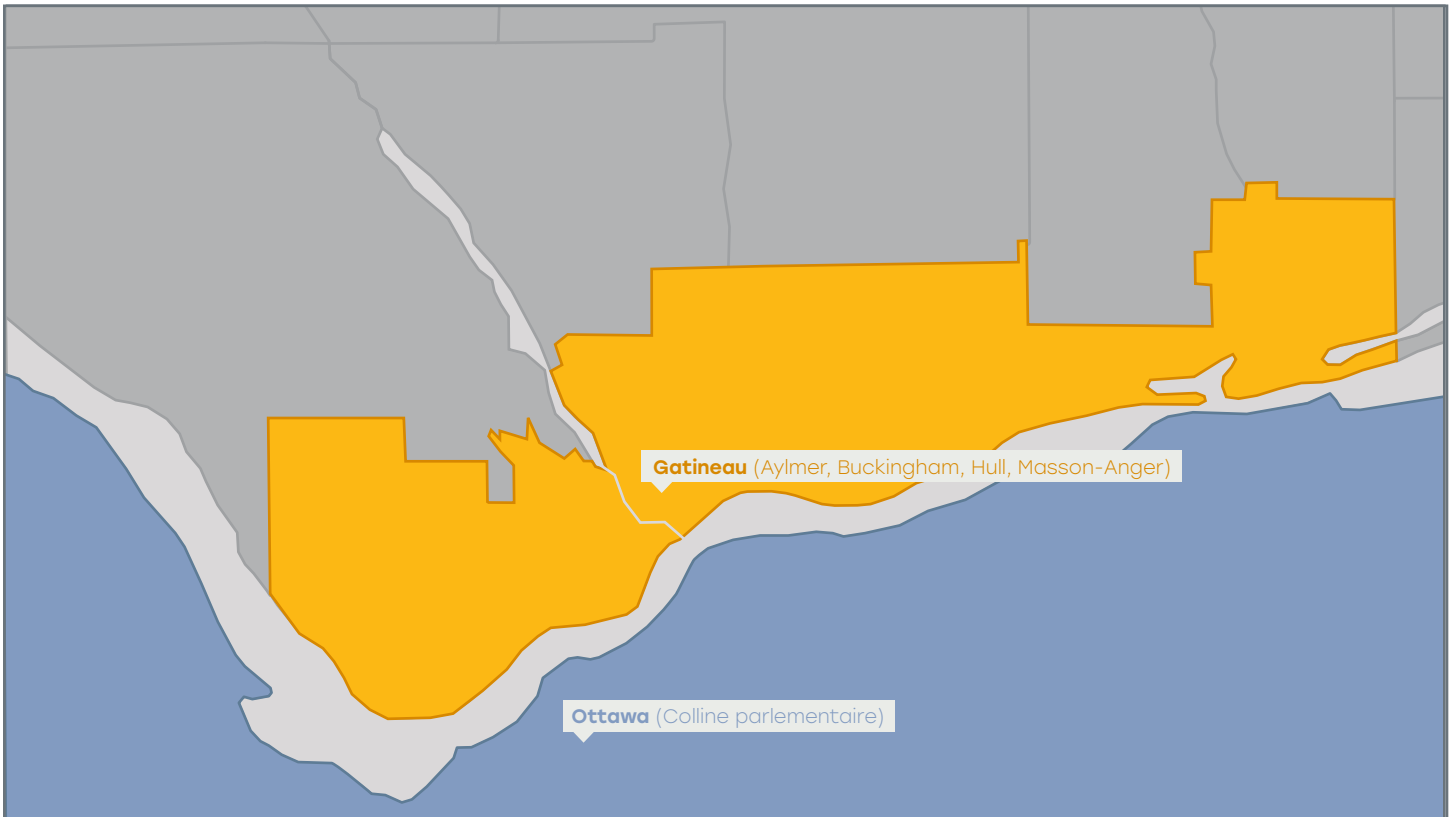 Gatineau (Aylmer, Buckingham, Hull, Masson-Anger)
Ottawa (Colline parlementaire)